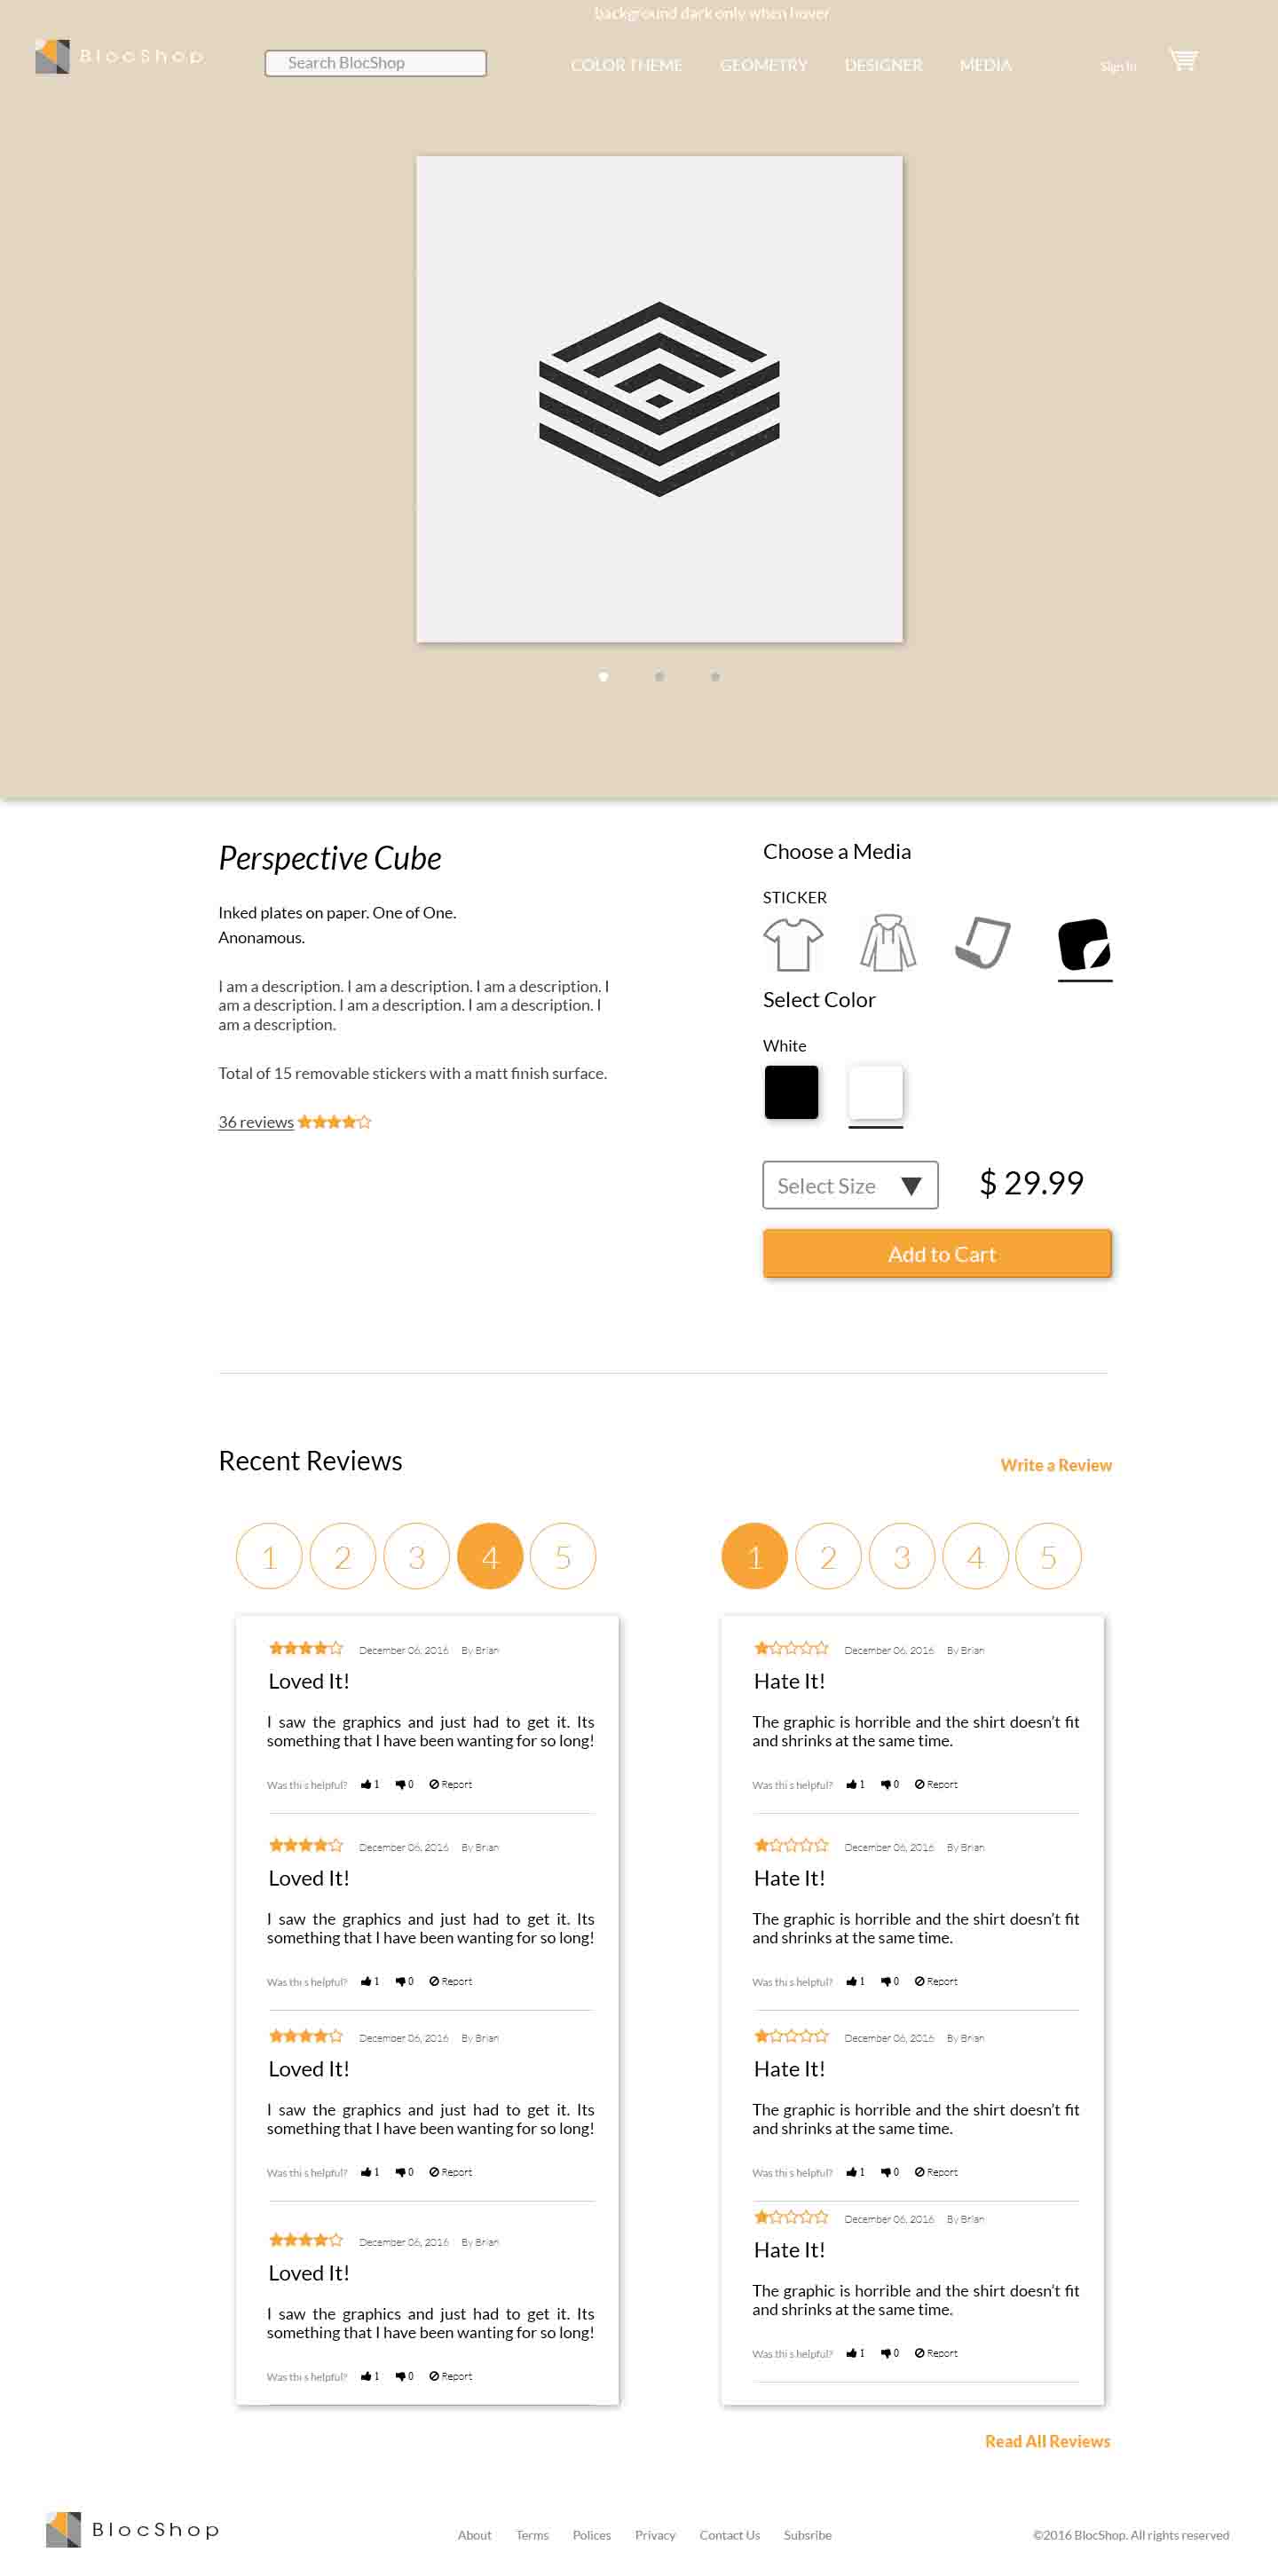 background dark only when hover
BlocShop
Search BlocShop
COLOR THEME
GEOMETRY
DESIGNER
MEDIA
Sign In
Perspective Cube
Inked plates on paper. One of One.
Anonamous.
I am a description. I am a description. I am a description. I
am a description. I am a description. I am a description. I
am a description.
Total of 15 removable stickers with a matt finish surface.
36 reviews
Choose a Media
STICKER
Select Color
White
Select Size
$ 29.99
Add to Cart
Recent Reviews
Write a Review
1 2 3 4 5
December 06, 2016 By Brian
Loved It!
I saw the graphics and just had to get it. Its
something that I have been wanting for so long!
Was this helpful? 1 0 Report
December 06, 2016 By Brian
Loved It!
I saw the graphics and just had to get it. Its
something that I have been wanting for so long!
Was this helpful? 1 0 Report
December 06, 2016 By Brian
Loved It!
I saw the graphics and just had to get it. Its
something that I have been wanting for so long!
Was this helpful? 1 0 Report
December 06, 2016 By Brian
Loved It!
I saw the graphics and just had to get it. Its
something that I have been wanting for so long!
Was this helpful? 1 0 Report
1 2 3 4 5
December 06, 2016 By Brian
Hate It!
The graphic is horrible and the shirt doesn’t fit
and shrinks at the same time.
Was this helpful? 1 0 Report
December 06, 2016 By Brian
Hate It!
The graphic is horrible and the shirt doesn’t fit
and shrinks at the same time.
Was this helpful? 1 0 Report
December 06, 2016 By Brian
Hate It!
The graphic is horrible and the shirt doesn’t fit
and shrinks at the same time.
Was this helpful? 1 0 Report
December 06, 2016 By Brian
Hate It!
The graphic is horrible and the shirt doesn’t fit
and shrinks at the same time.
Was this helpful? 1 0 Report
Read All Reviews
BlocShop
About
Terms
Polices
Privacy
Contact Us
Subsribe
©2016 BlocShop. All rights reserved